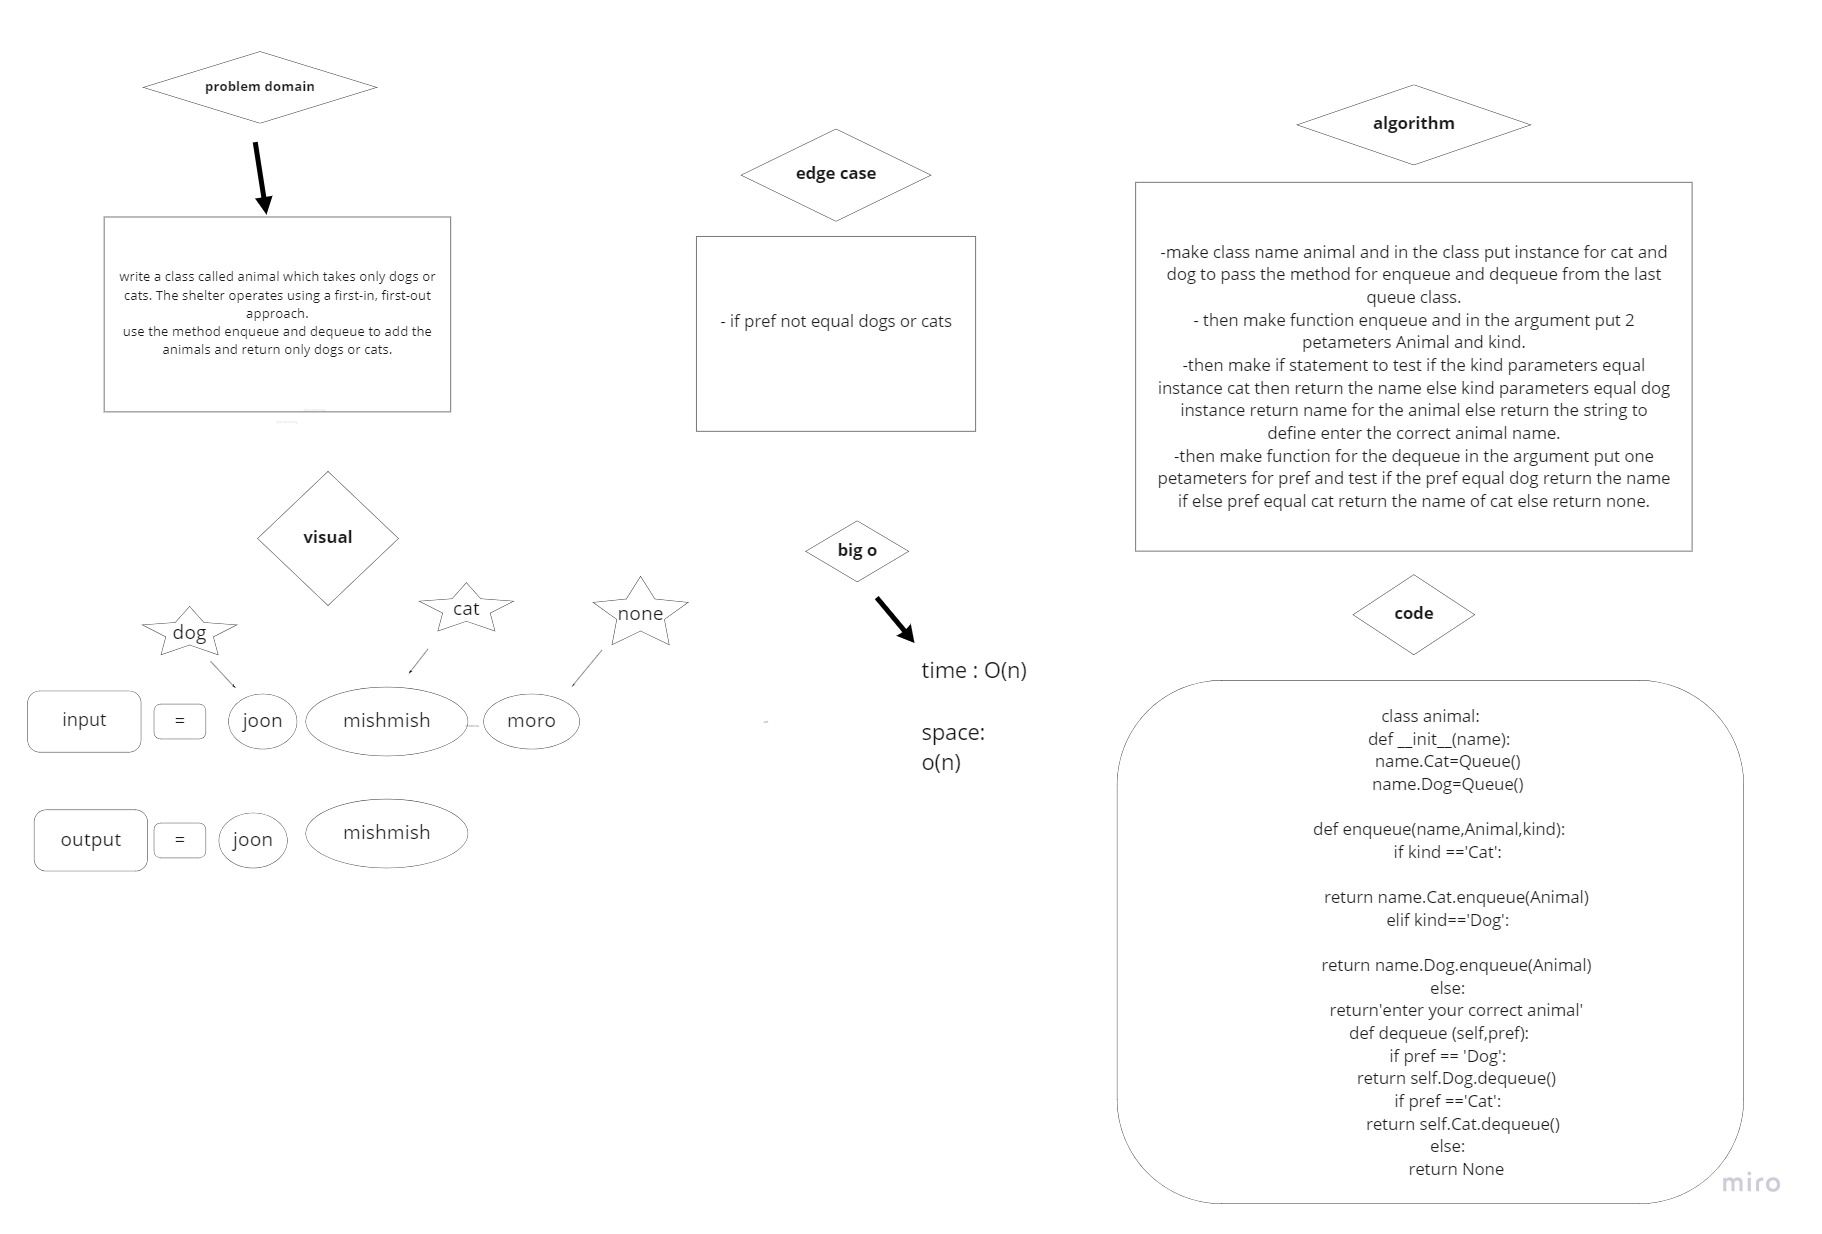 problem domain
write a class called animal which takes only dogs or
cats. The shelter operates using a first-in, first-out
approach.
use the method enqueue and dequeue to add the
animals and return only dogs or cats.
visual
dog
cat
none
input
=
joon
mishmish
moro
output
=
joon
mishmish
edge case
- if pref not equal dogs or cats
big o
time : O(n)
space:
o(n)
algorithm
-make class name animal and in the class put instance for cat and
dog to pass the method for enqueue and dequeue from the last
queue class.
- then make function enqueue and in the argument put 2
petameters Animal and kind.
-then make if statement to test if the kind parameters equal
instance cat then return the name else kind parameters equal dog
instance return name for the animal else return the string to
define enter the correct animal name.
-then make function for the dequeue in the argument put one
petameters for pref and test if the pref equal dog return the name
if else pref equal cat return the name of cat else return none.
code
class animal:
def __init__(name):
name.Cat=Queue()
name.Dog=Queue()
def enqueue(name,Animal,kind):
if kind =='Cat':
return name.Cat.enqueue(Animal)
elif kind=='Dog':
return name.Dog.enqueue(Animal)
else:
return'enter your correct animal'
def dequeue (self,pref):
if pref == 'Dog':
return self.Dog.dequeue()
if pref =='Cat':
return self.Cat.dequeue()
else:
return None
miro